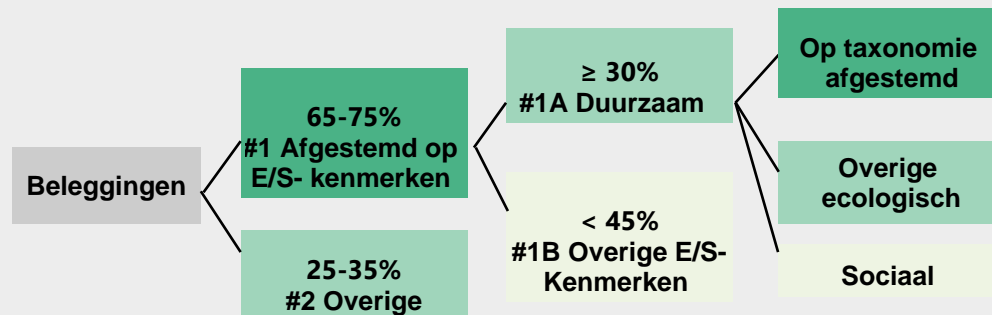 Beleggingen
65-75%
#1 Afgestemd op
E/S- kenmerken
25-35%
#2 Overige
≥ 30%
#1A Duurzaam
< 45%
#1B Overige E/S-
Kenmerken
Op taxonomie
afgestemd
Overige
ecologisch
Sociaal